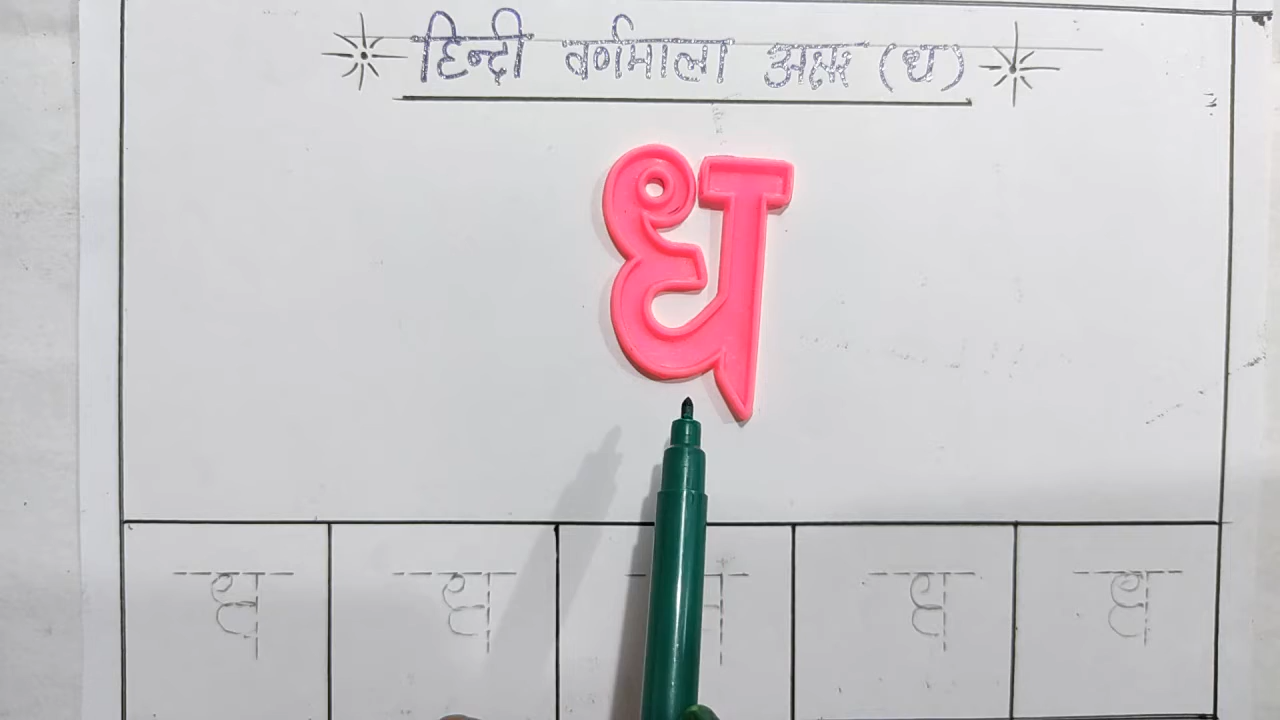 हिन्दी वर्णमाला अक्षर (ध)
ध
ध ध ध ध